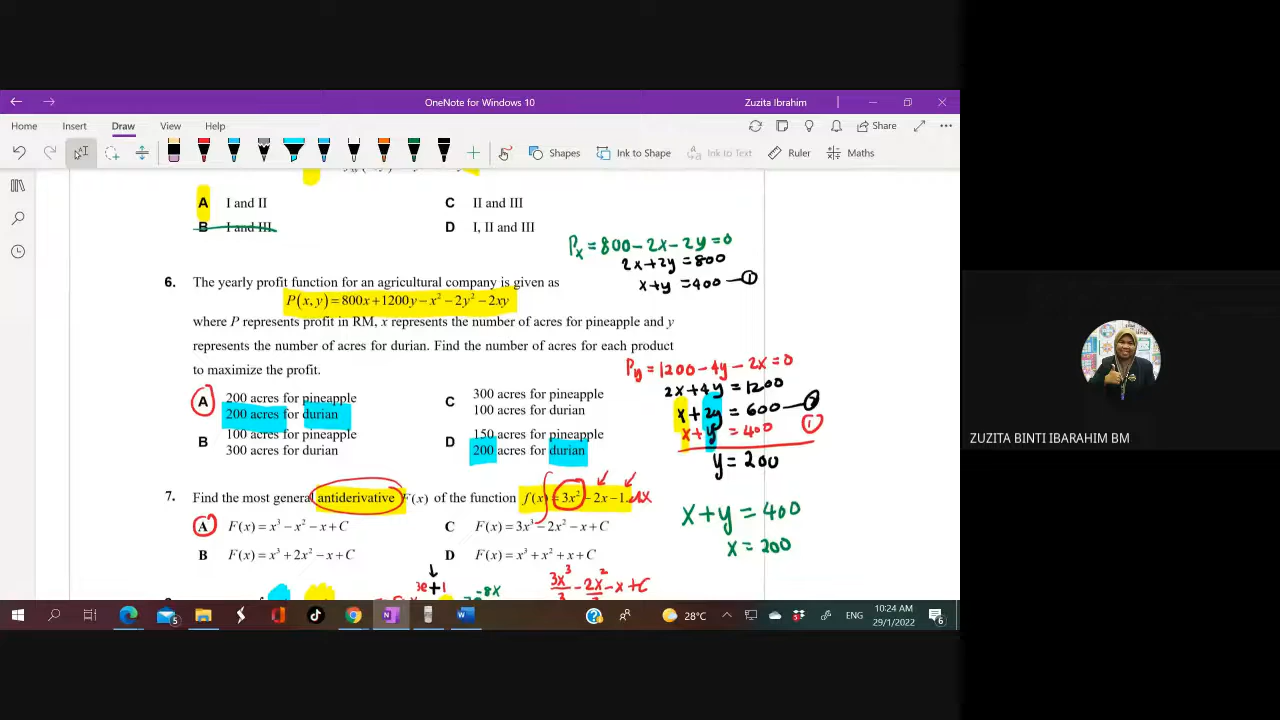 OneNote for Windows 10
Zuzita Ibrahim
Home Insert Draw View Help
Share
Shapes Ink to Shape Ink to Text Ruler Maths
A I and II
C II and III
B I and III
D I, II and III
Px = 800 - 2x - 2y = 0
2x + 2y = 800
x + y = 400 — ①
6. The yearly profit function for an agricultural company is given as
P(x, y) = 800x + 1200y − x² − 2y² − 2xy
where P represents profit in RM, x represents the number of acres for pineapple and y
represents the number of acres for durian. Find the number of acres for each product
to maximize the profit.
Py = 1200 - 4y - 2x = 0
2x + 4y = 1200
x + 2y = 600 — ②
x + y = 400 ①
y = 200
x + y = 400
x = 200
A 200 acres for pineapple
200 acres for durian
C 300 acres for pineapple
100 acres for durian
B 100 acres for pineapple
300 acres for durian
D 150 acres for pineapple
200 acres for durian
7. Find the most general antiderivative F(x) of the function f(x) = 3x² − 2x − 1. dx
A F(x) = x³ − x² − x + C
C F(x) = 3x³ − 2x² − x + C
B F(x) = x³ + 2x² − x + C
D F(x) = x³ + x² + x + C
3x³/3 - 2x²/2 - x + C
28°C
ENG
10:24 AM
29/1/2022
ZUZITA BINTI IBARAHIM BM